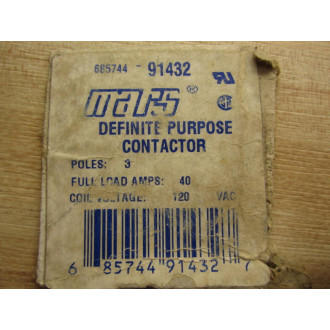 685744 - 91432
mars®
DEFINITE PURPOSE
CONTACTOR
POLES: 3
FULL LOAD AMPS: 40
COIL VOLTAGE: 120 VAC
6 85744 91432 7